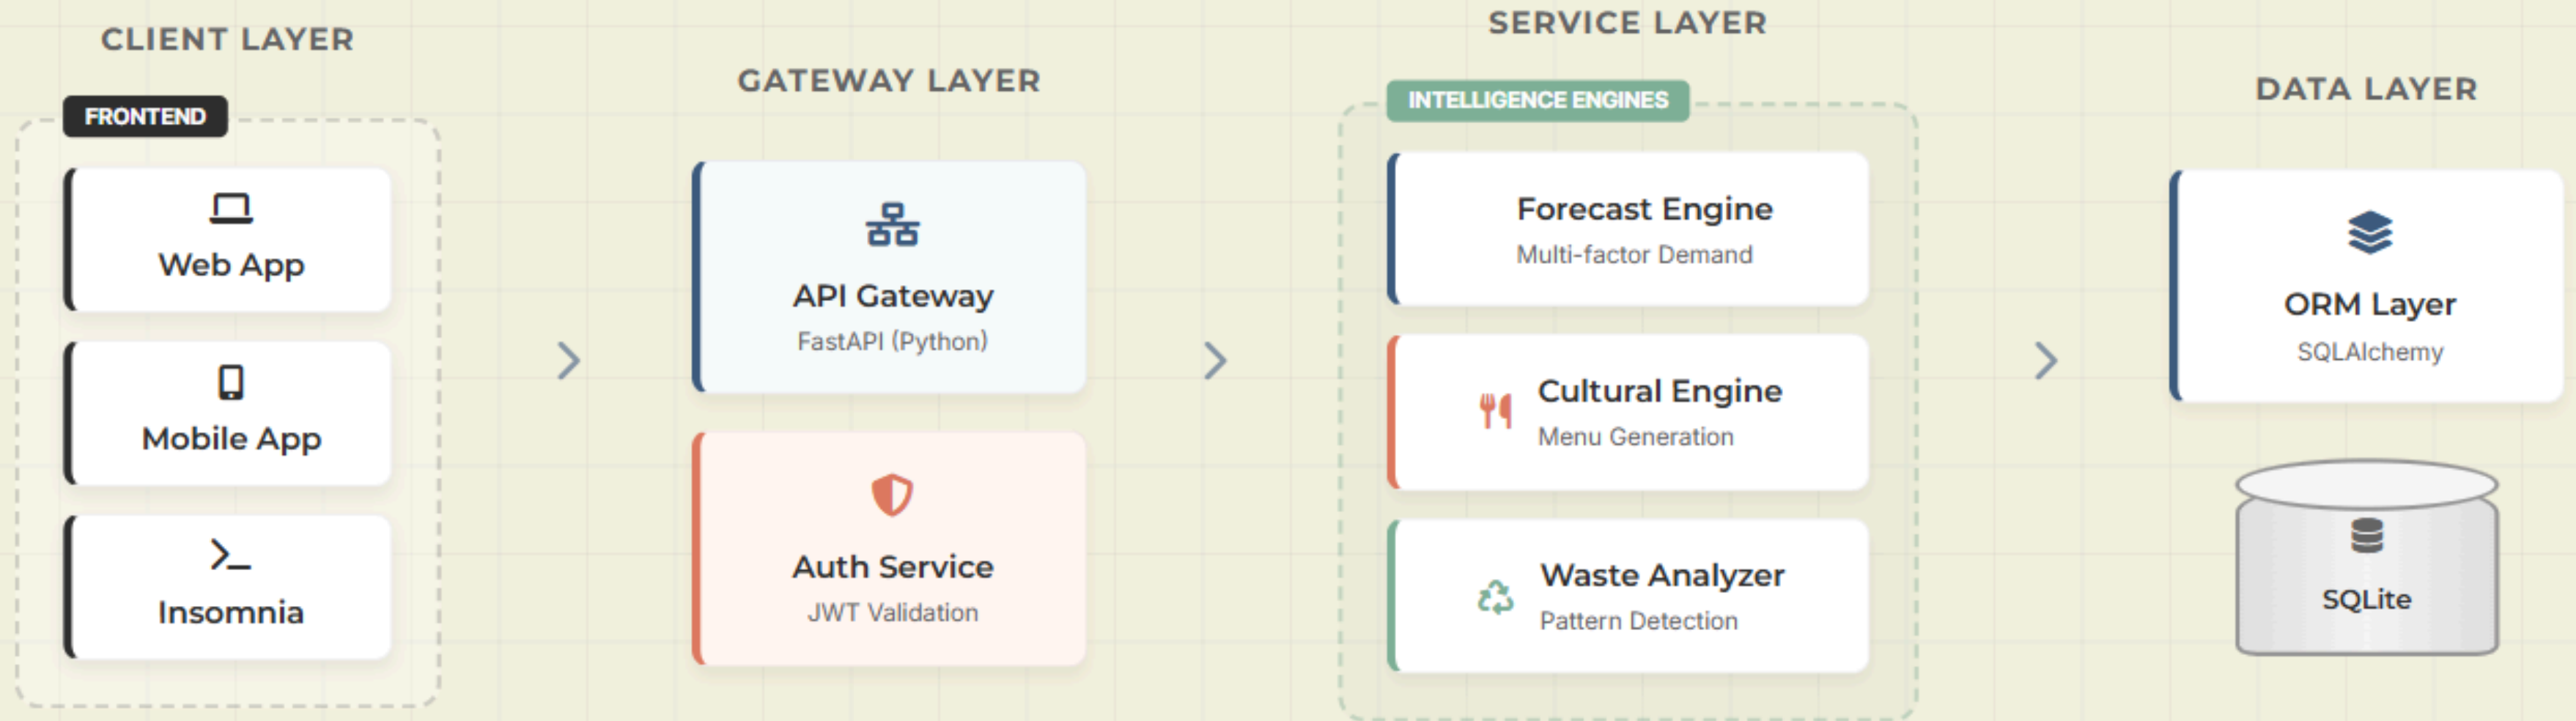 CLIENT LAYER
FRONTEND
Web App
Mobile App
Insomnia
GATEWAY LAYER
API Gateway
FastAPI (Python)
Auth Service
JWT Validation
SERVICE LAYER
INTELLIGENCE ENGINES
Forecast Engine
Multi-factor Demand
Cultural Engine
Menu Generation
Waste Analyzer
Pattern Detection
DATA LAYER
ORM Layer
SQLAlchemy
SQLite